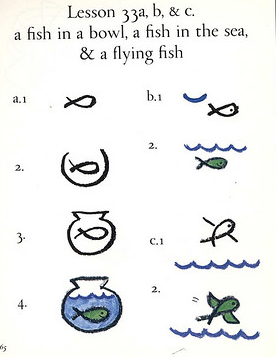 Lesson 33a, b, & c.
a fish in a bowl, a fish in the sea,
& a flying fish
a.1
b.1
2.
2.
3.
c.1
4.
2.
65